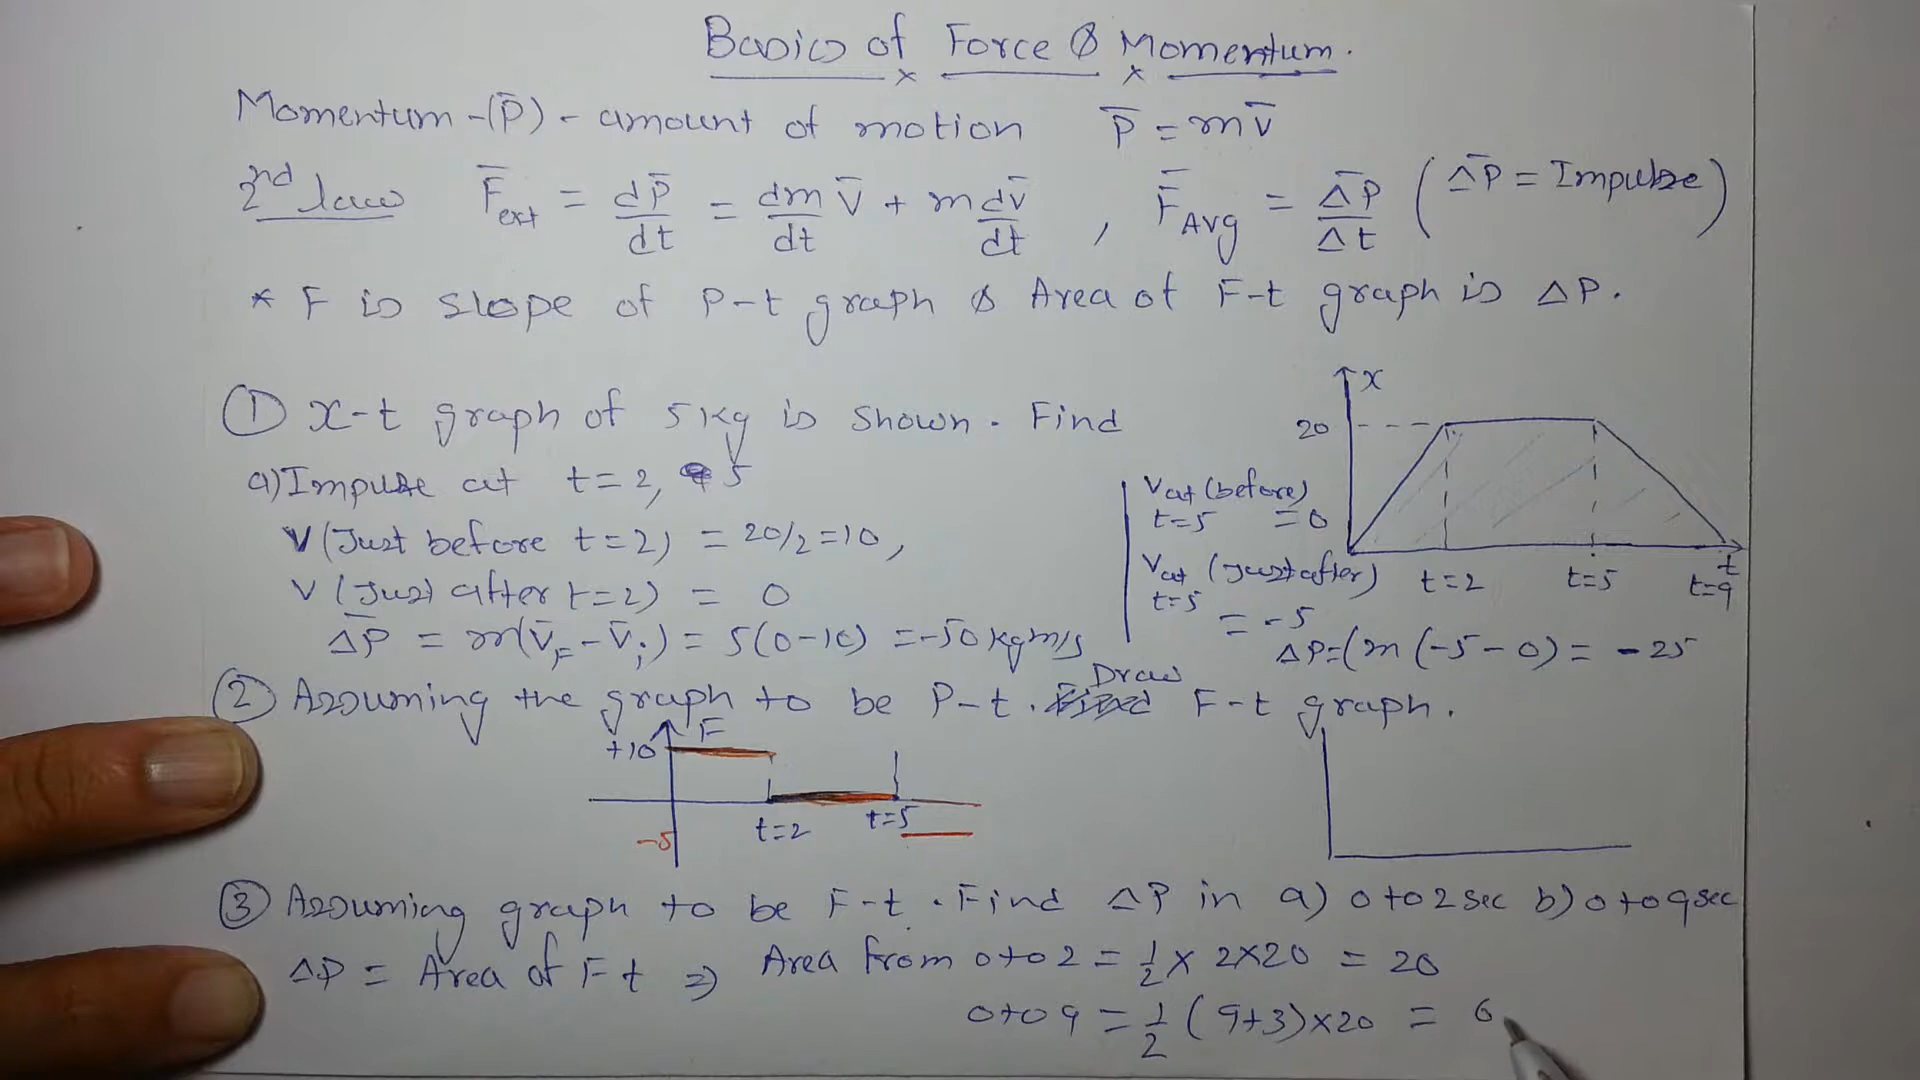 Basics of Force & Momentum.
Momentum - (P̄) - amount of motion P̄ = mv̄
2nd law F̄ext = dP̄/dt = dm/dt V̄ + m dv̄/dt , F̄Avg = ΔP̄/Δt (ΔP̄ = Impulse)
* F is slope of P-t graph & Area of F-t graph is ΔP.
① x-t graph of 5kg is shown. Find
a) Impulse at t=2, 5
V (Just before t=2) = 20/2 = 10,
V (Just after t=2) = 0
ΔP̄ = m(V̄F - V̄i) = 5(0-10) = -50 kgm/s
Vat (before)
t=5 = 0
Vat (Just after)
t=5
= -5
ΔP = (m(-5-0) = -25
x
20
t
t=2
t=5
t=9
② Assuming the graph to be P-t. Draw F-t graph.
F
+10
-5
t=2
t=5
③ Assuming graph to be F-t. Find ΔP in a) 0 to 2 sec b) 0 to 9 sec
ΔP = Area of F t ⇒ Area from 0 to 2 = 1/2 × 2×20 = 20
0 to 9 = 1/2 (9+3)×20 = 6